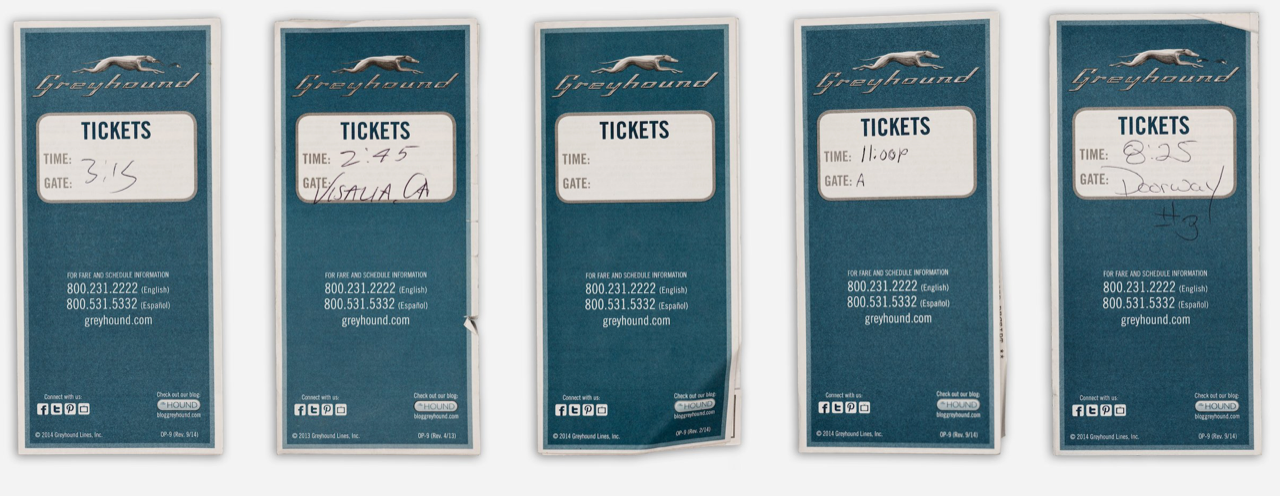 Greyhound
TICKETS
TIME:
GATE:
3:15
FOR FARE AND SCHEDULE INFORMATION
800.231.2222 (English)
800.531.5332 (Español)
greyhound.com
Connect with us:
Check out our blog:
HOUND
bloggreyhound.com
© 2014 Greyhound Lines, Inc.
OP-9 (Rev. 9/14)
Greyhound
TICKETS
TIME: 2:45
GATE: VISALIA, CA
FOR FARE AND SCHEDULE INFORMATION
800.231.2222 (English)
800.531.5332 (Español)
greyhound.com
Connect with us:
Check out our blog:
HOUND
bloggreyhound.com
© 2013 Greyhound Lines, Inc.
OP-9 (Rev. 4/13)
Greyhound
TICKETS
TIME:
GATE:
FOR FARE AND SCHEDULE INFORMATION
800.231.2222 (English)
800.531.5332 (Español)
greyhound.com
Connect with us:
Check out our blog:
HOUND
bloggreyhound.com
© 2014 Greyhound Lines, Inc.
OP-9 (Rev. 2/14)
Greyhound
TICKETS
TIME: 11:00P
GATE: A
FOR FARE AND SCHEDULE INFORMATION
800.231.2222 (English)
800.531.5332 (Español)
greyhound.com
Connect with us:
Check out our blog:
HOUND
bloggreyhound.com
© 2014 Greyhound Lines, Inc.
OP-9 (Rev. 9/14)
Greyhound
TICKETS
TIME: 8:25
GATE: Doorway
#3
FOR FARE AND SCHEDULE INFORMATION
800.231.2222 (English)
800.531.5332 (Español)
greyhound.com
Connect with us:
Check out our blog:
HOUND
bloggreyhound.com
© 2014 Greyhound Lines, Inc.
OP-9 (Rev. 9/14)